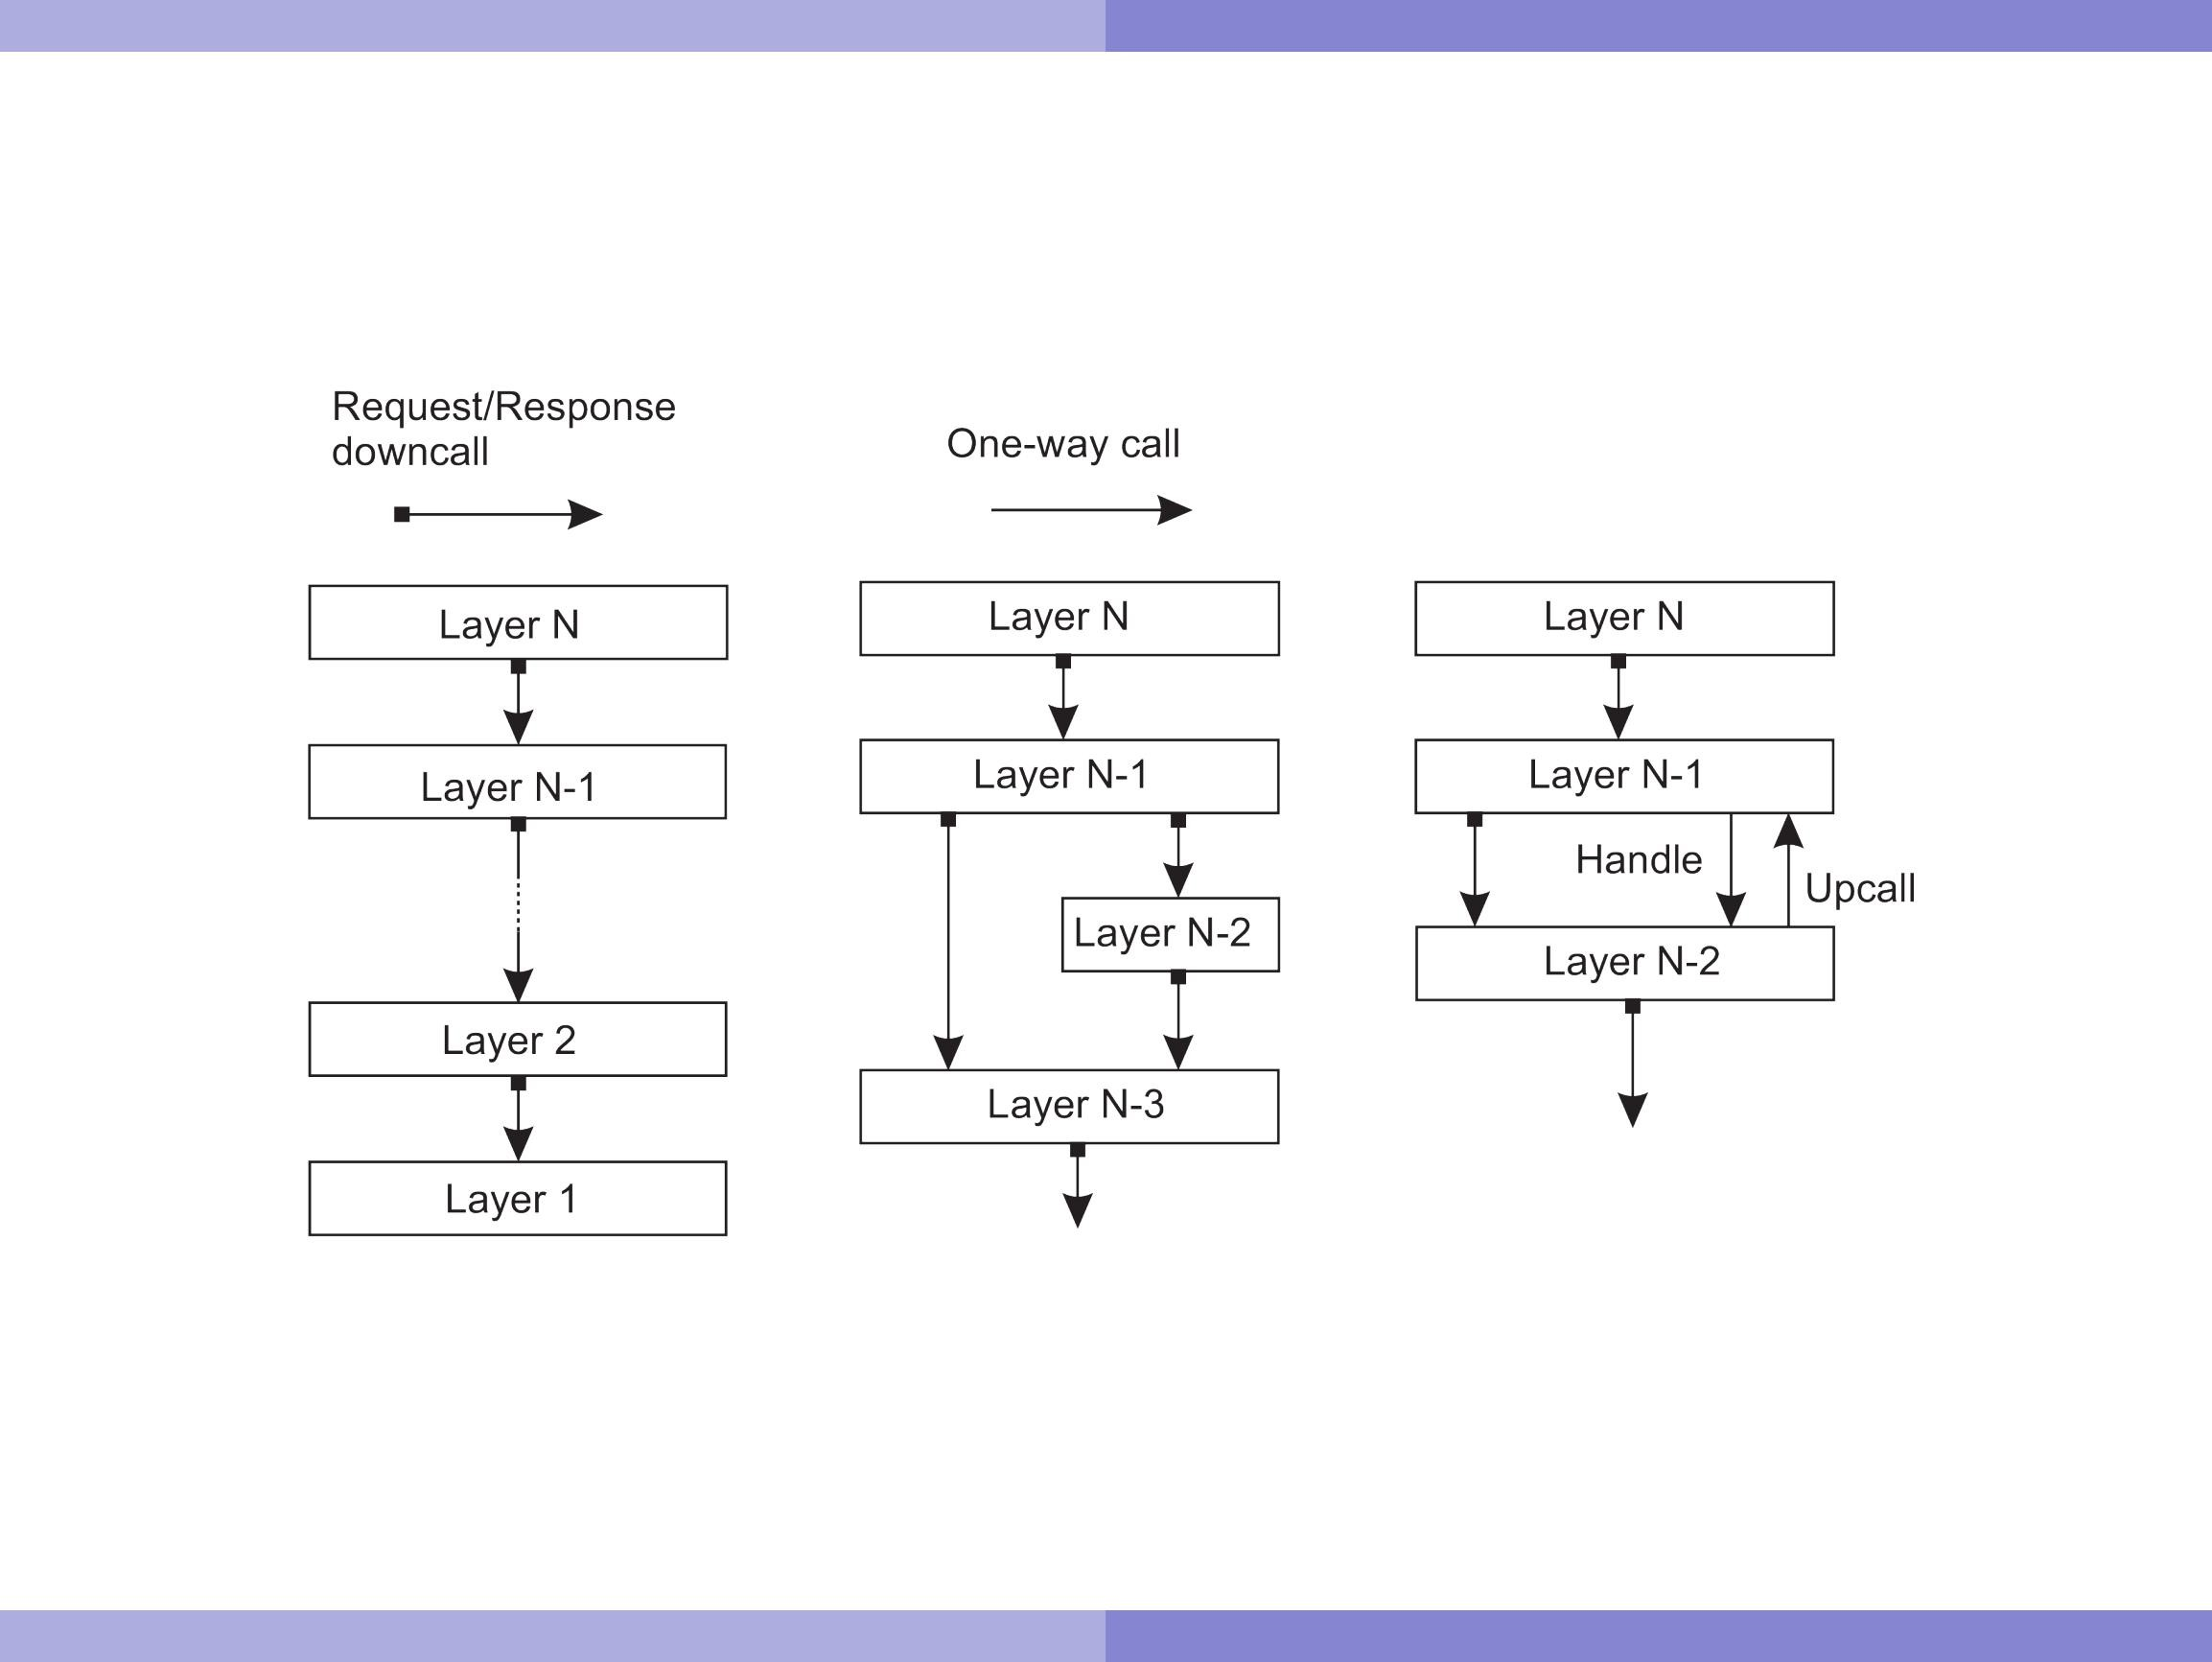 Request/Response
downcall
One-way call
Layer N
Layer N-1
Layer 2
Layer 1
Layer N
Layer N-1
Layer N-2
Layer N-3
Layer N
Layer N-1
Handle
Upcall
Layer N-2